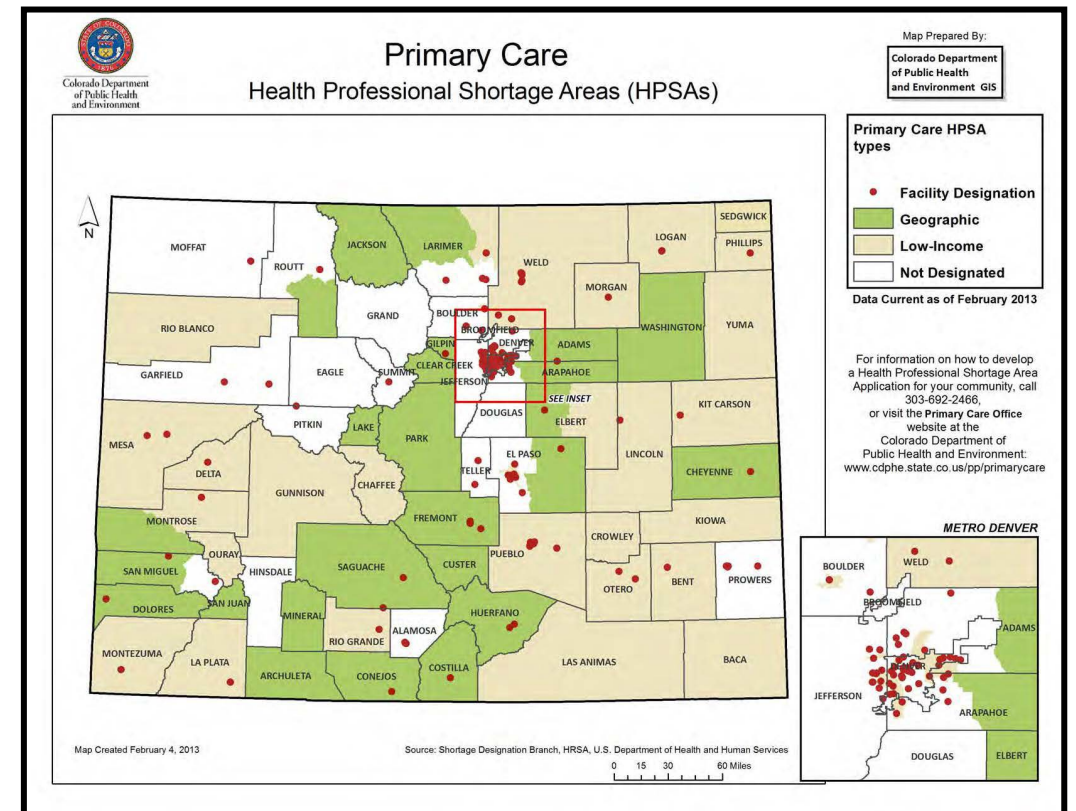 Colorado Department
of Public Health
and Environment
Primary Care
Health Professional Shortage Areas (HPSAs)
Map Prepared By:
Colorado Department
of Public Health
and Environment GIS
Primary Care HPSA
types
Facility Designation
Geographic
Low-Income
Not Designated
Data Current as of February 2013
For information on how to develop
a Health Professional Shortage Area
Application for your community, call
303-692-2466,
or visit the Primary Care Office
website at the
Colorado Department of
Public Health and Environment:
www.cdphe.state.co.us/pp/primarycare
N
MOFFAT
ROUTT
JACKSON
LARIMER
WELD
LOGAN
SEDGWICK
PHILLIPS
MORGAN
RIO BLANCO
GRAND
BOULDER
BROOMFIELD
WASHINGTON
YUMA
GILPIN
DENVER
ADAMS
GARFIELD
EAGLE
SUMMIT
CLEAR CREEK
JEFFERSON
ARAPAHOE
SEE INSET
PITKIN
LAKE
PARK
DOUGLAS
ELBERT
KIT CARSON
MESA
DELTA
GUNNISON
CHAFFEE
TELLER
EL PASO
LINCOLN
CHEYENNE
MONTROSE
FREMONT
KIOWA
OURAY
HINSDALE
SAGUACHE
CUSTER
PUEBLO
CROWLEY
SAN MIGUEL
OTERO
BENT
PROWERS
DOLORES
SAN JUAN
MINERAL
RIO GRANDE
ALAMOSA
HUERFANO
MONTEZUMA
LA PLATA
ARCHULETA
CONEJOS
COSTILLA
LAS ANIMAS
BACA
METRO DENVER
BOULDER
WELD
BROOMFIELD
ADAMS
DENVER
JEFFERSON
ARAPAHOE
DOUGLAS
ELBERT
Map Created February 4, 2013
Source: Shortage Designation Branch, HRSA, U.S. Department of Health and Human Services
0 15 30 60 Miles